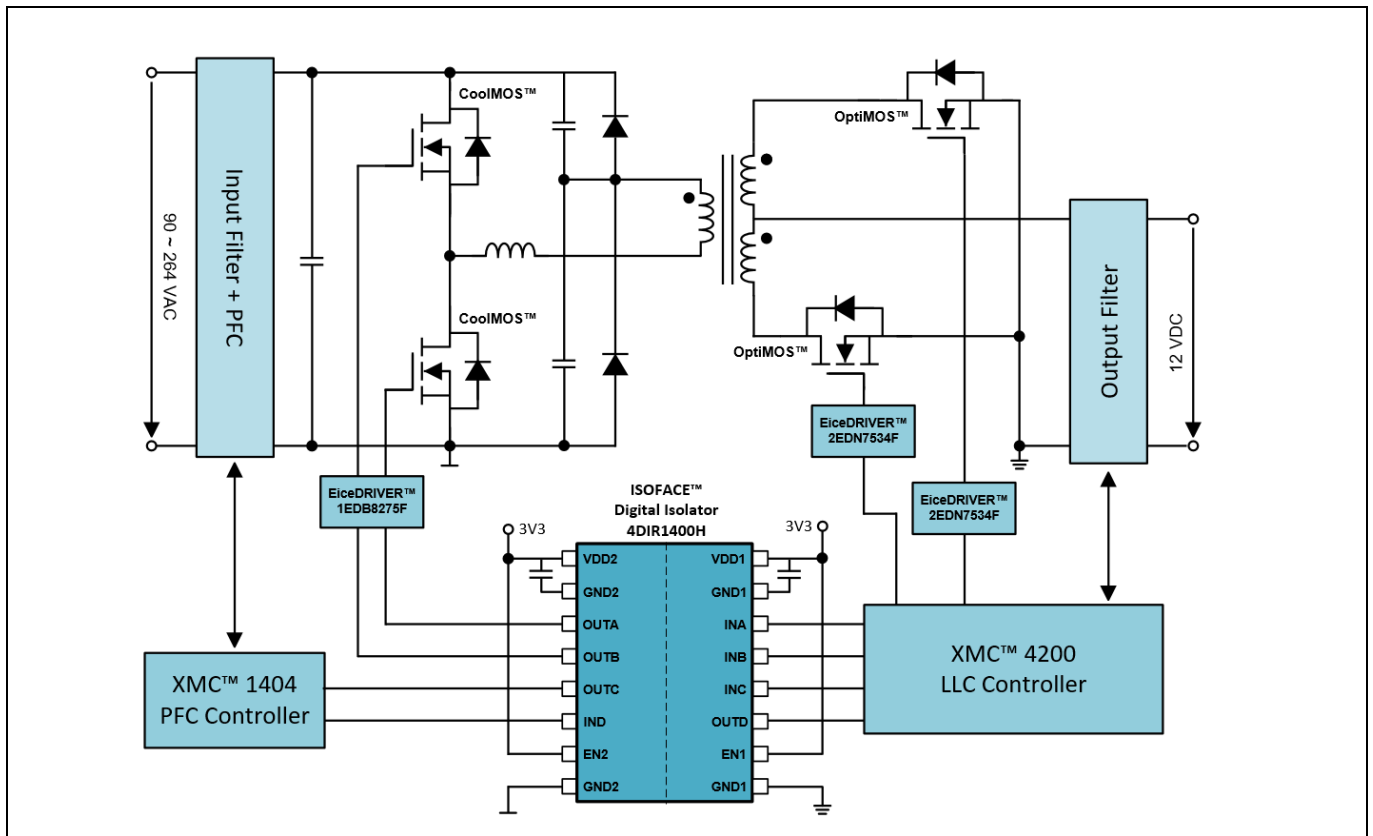 CoolMOS™
OptiMOS™
Input Filter + PFC
90 ~ 264 VAC
CoolMOS™
OptiMOS™
Output Filter
12 VDC
EiceDRIVER™
2EDN7534F
EiceDRIVER™
1EDB8275F
EiceDRIVER™
2EDN7534F
ISOFACE™
Digital Isolator
4DIR1400H
3V3
3V3
VDD2
VDD1
GND2
GND1
OUTA
INA
OUTB
INB
OUTC
INC
IND
OUTD
EN2
EN1
GND2
GND1
XMC™ 1404
PFC Controller
XMC™ 4200
LLC Controller